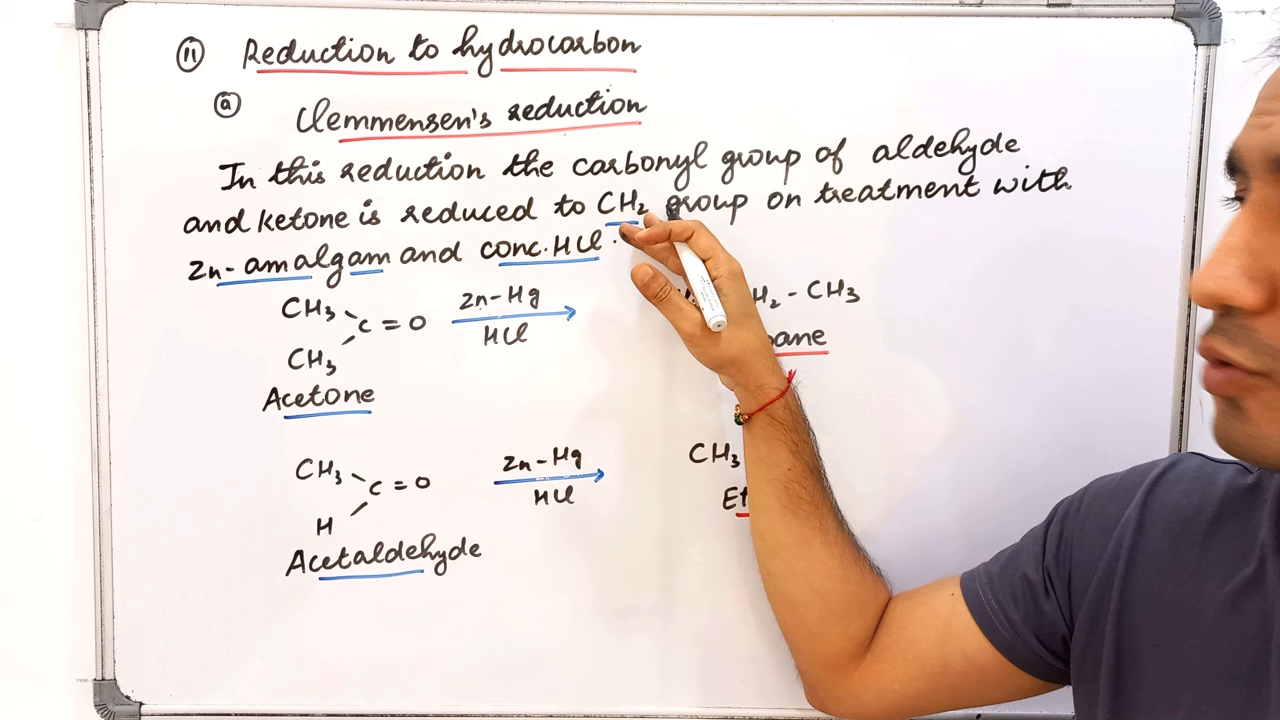 (11) Reduction to hydrocarbon
(a) Clemmensen's reduction
In this reduction the carbonyl group of aldehyde
and ketone is reduced to CH₂ group on treatment with
Zn-amalgam and conc.HCl.
CH₃ Zn-Hg H₂-CH₃
C=O HCl
CH₃ ane
Acetone
CH₃ Zn-Hg CH₃
C=O HCl
H Et
Acetaldehyde